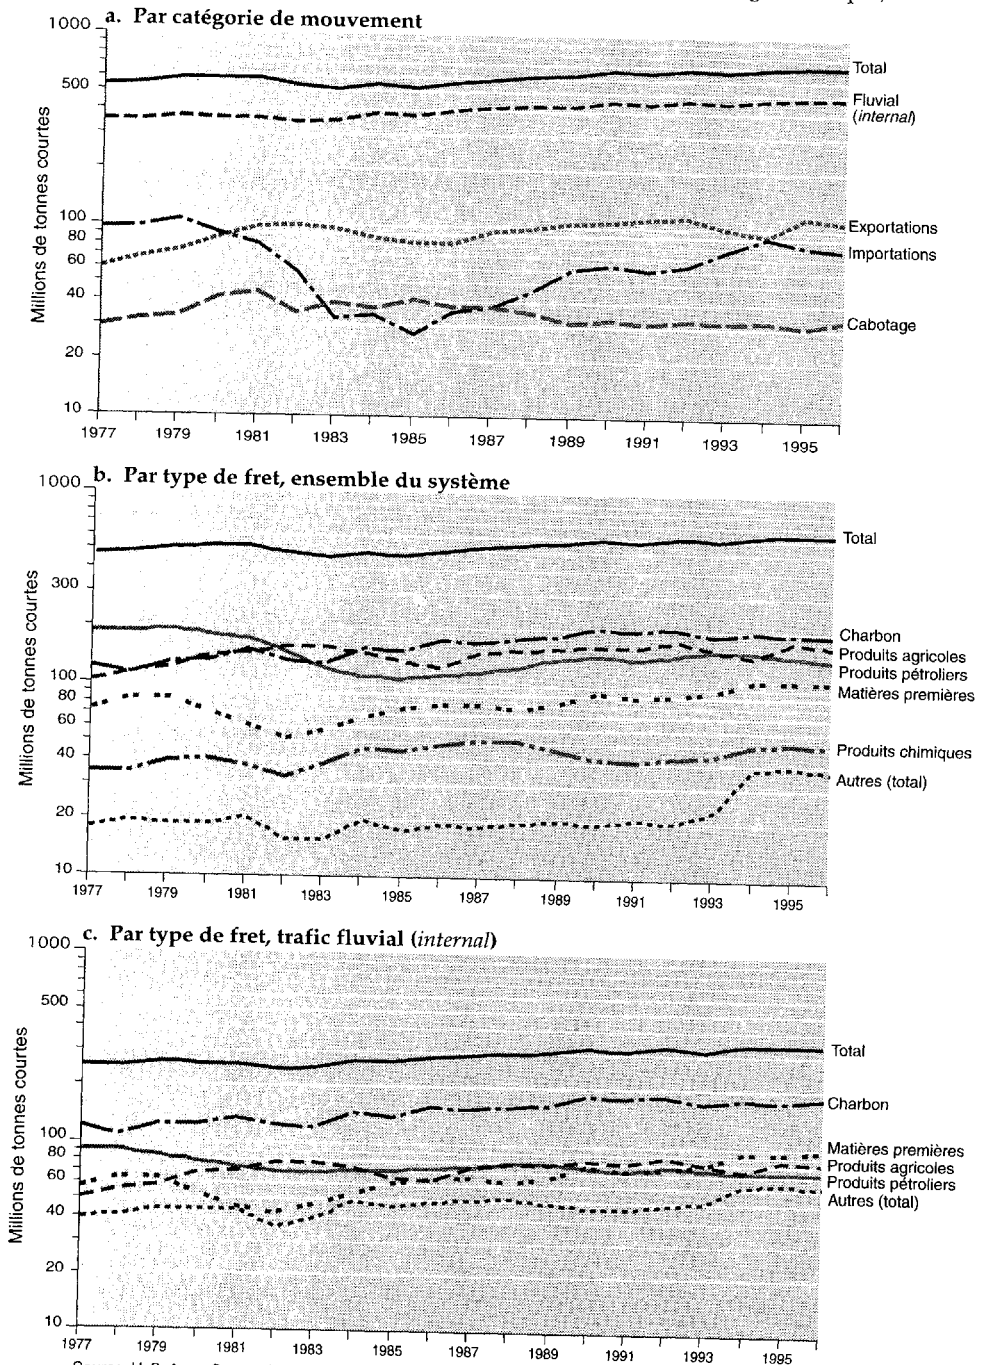 a. Par catégorie de mouvement
Millions de tonnes courtes
1000
500
100
80
60
40
20
10
Total
Fluvial
(internal)
Exportations
Importations
Cabotage
1977 1979 1981 1983 1985 1987 1989 1991 1993 1995
b. Par type de fret, ensemble du système
Millions de tonnes courtes
1000
300
100
80
60
40
20
10
Total
Charbon
Produits agricoles
Produits pétroliers
Matières premières
Produits chimiques
Autres (total)
1977 1979 1981 1983 1985 1987 1989 1991 1993 1995
c. Par type de fret, trafic fluvial (internal)
Millions de tonnes courtes
1000
500
100
80
60
40
20
10
Total
Charbon
Matières premières
Produits agricoles
Produits pétroliers
Autres (total)
1977 1979 1981 1983 1985 1987 1989 1991 1993 1995